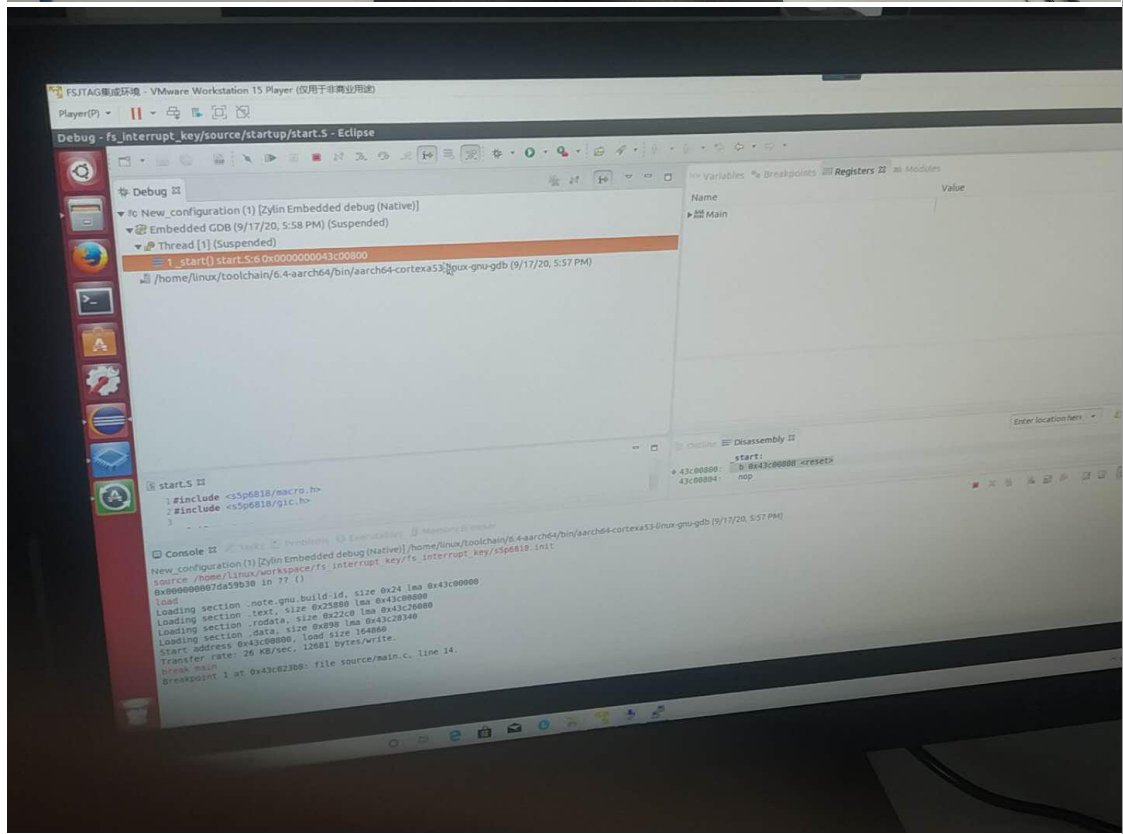 FSJTAG集成环境 - VMware Workstation 15 Player (仅用于非商业用途)
Player(P)
Debug - fs_interrupt_key/source/startup/start.S - Eclipse
Debug
Variables Breakpoints Registers Modules
Name Value
Main
New_configuration (1) [Zylin Embedded debug (Native)]
Embedded GDB (9/17/20, 5:58 PM) (Suspended)
Thread [1] (Suspended)
1 _start() start.S:6 0x0000000043c00800
/home/linux/toolchain/6.4-aarch64/bin/aarch64-cortexa53-linux-gnu-gdb (9/17/20, 5:57 PM)
Enter location here
Outline Disassembly
_start:
43c00800: b 0x43c00808 <reset>
43c00804: nop
start.S
1 #include <s5p6818/macro.h>
2 #include <s5p6818/gic.h>
3
Console Tasks Problems Executables Memory Browser
New_configuration (1) [Zylin Embedded debug (Native)] /home/linux/toolchain/6.4-aarch64/bin/aarch64-cortexa53-linux-gnu-gdb (9/17/20, 5:57 PM)
source /home/linux/workspace/fs_interrupt_key/fs_interrupt_key/s5p6818.init
0x000000007da59b30 in ?? ()
load
Loading section .note.gnu.build-id, size 0x24 lma 0x43c00000
Loading section .text, size 0x25880 lma 0x43c00800
Loading section .rodata, size 0x22c0 lma 0x43c26080
Loading section .data, size 0x898 lma 0x43c28340
Start address 0x43c00800, load size 164860
Transfer rate: 26 KB/sec, 12681 bytes/write.
break main
Breakpoint 1 at 0x43c023b8: file source/main.c, line 14.